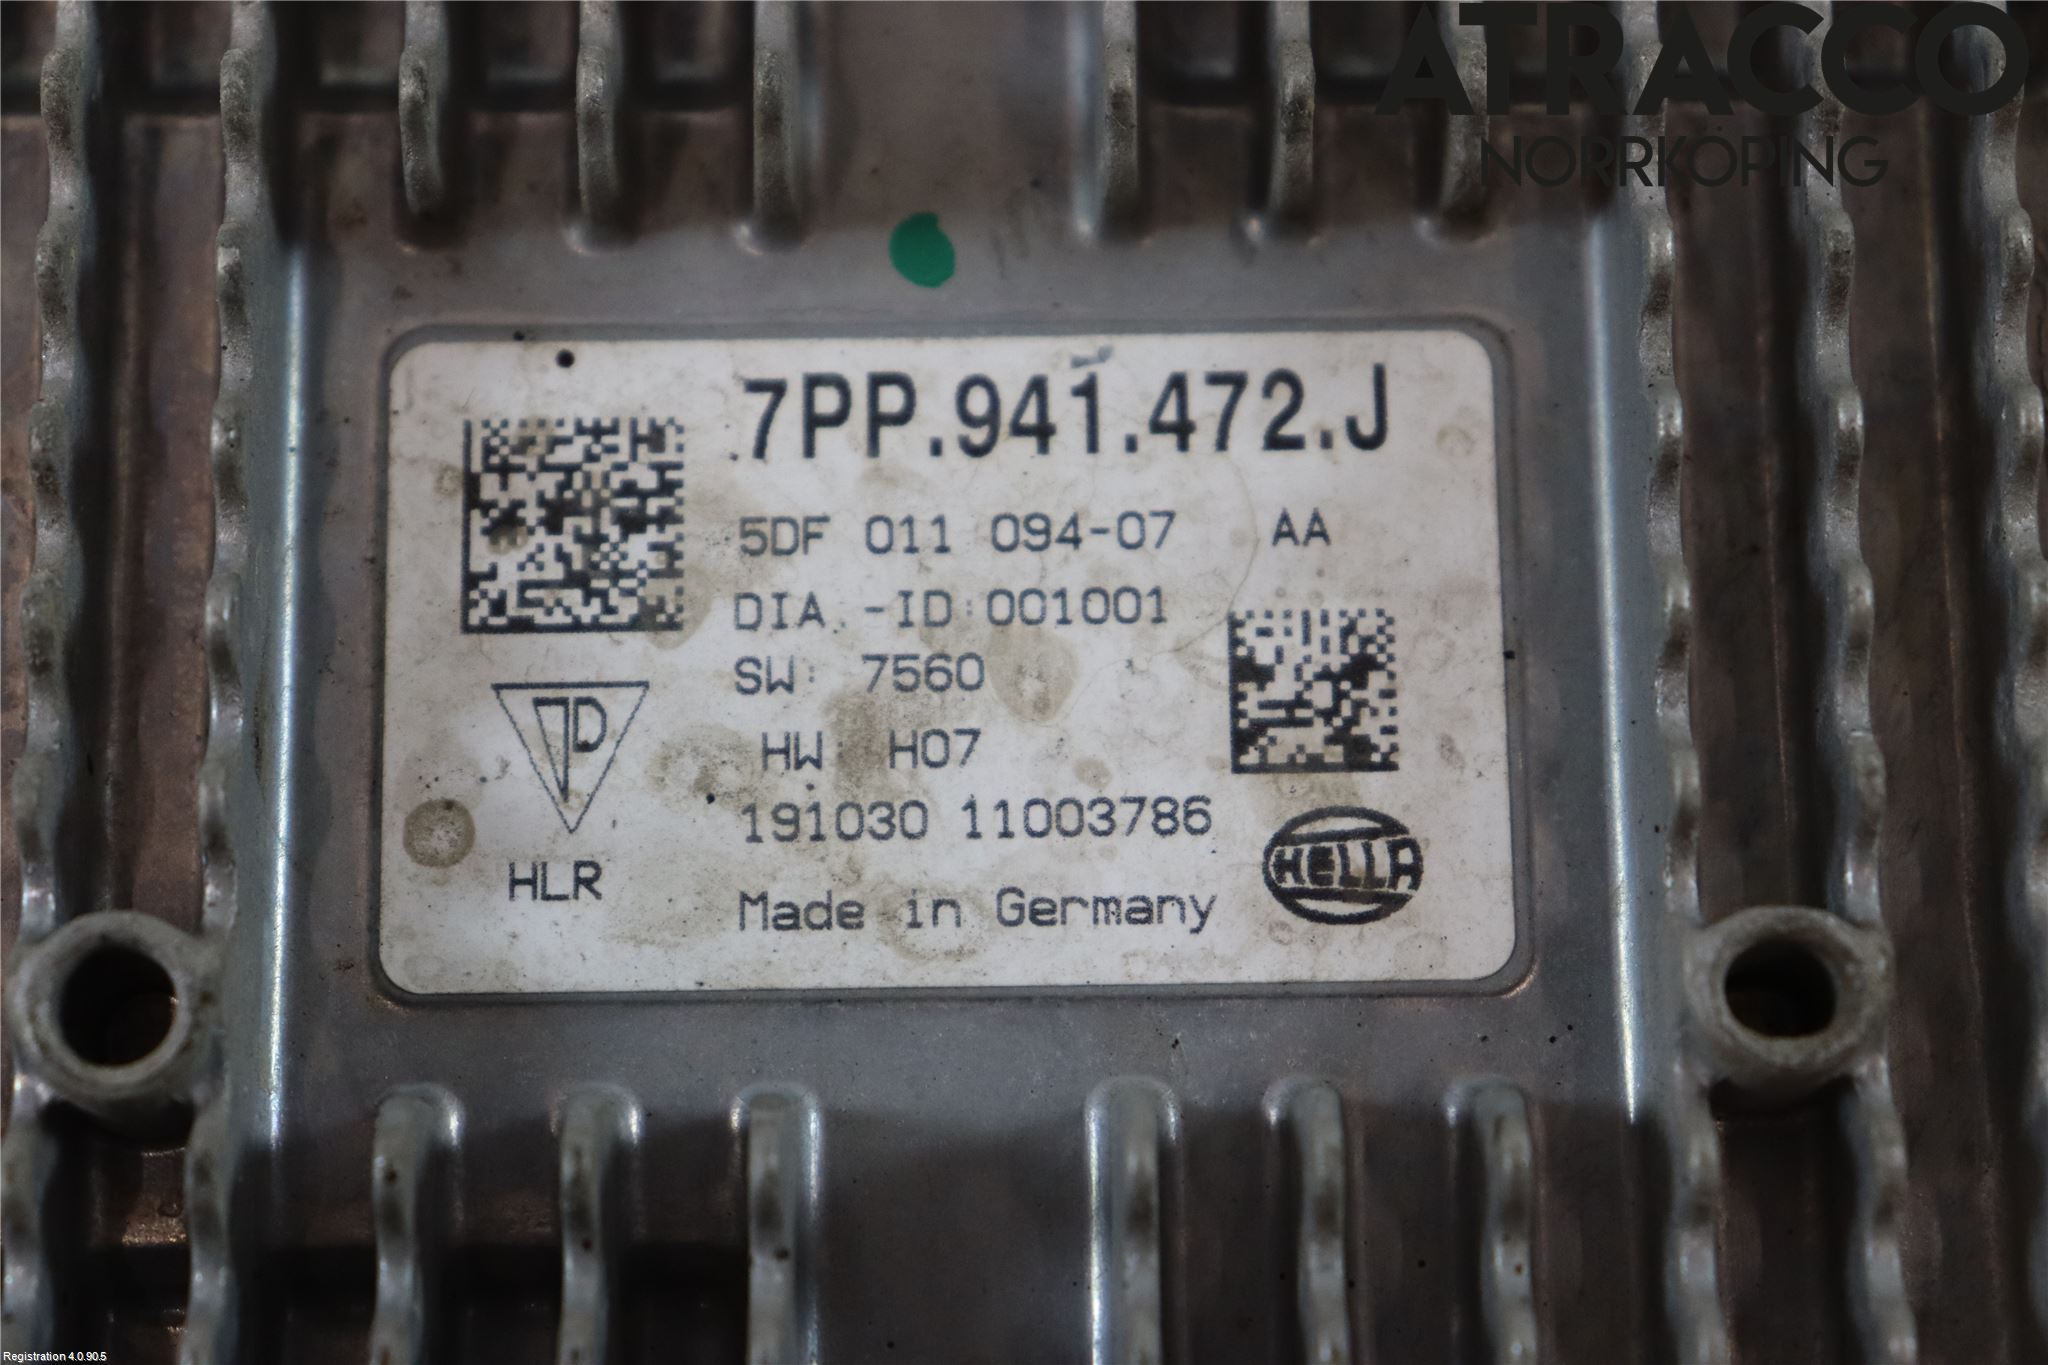 ATRACCO
NORRKÖPING
7PP.941.472.J
5DF 011 094-07 AA
DIA.-ID:001001
SW: 7560
HW: H07
191030 11003786
HLR
HELLA
Made in Germany
Registration 4.0.90.5